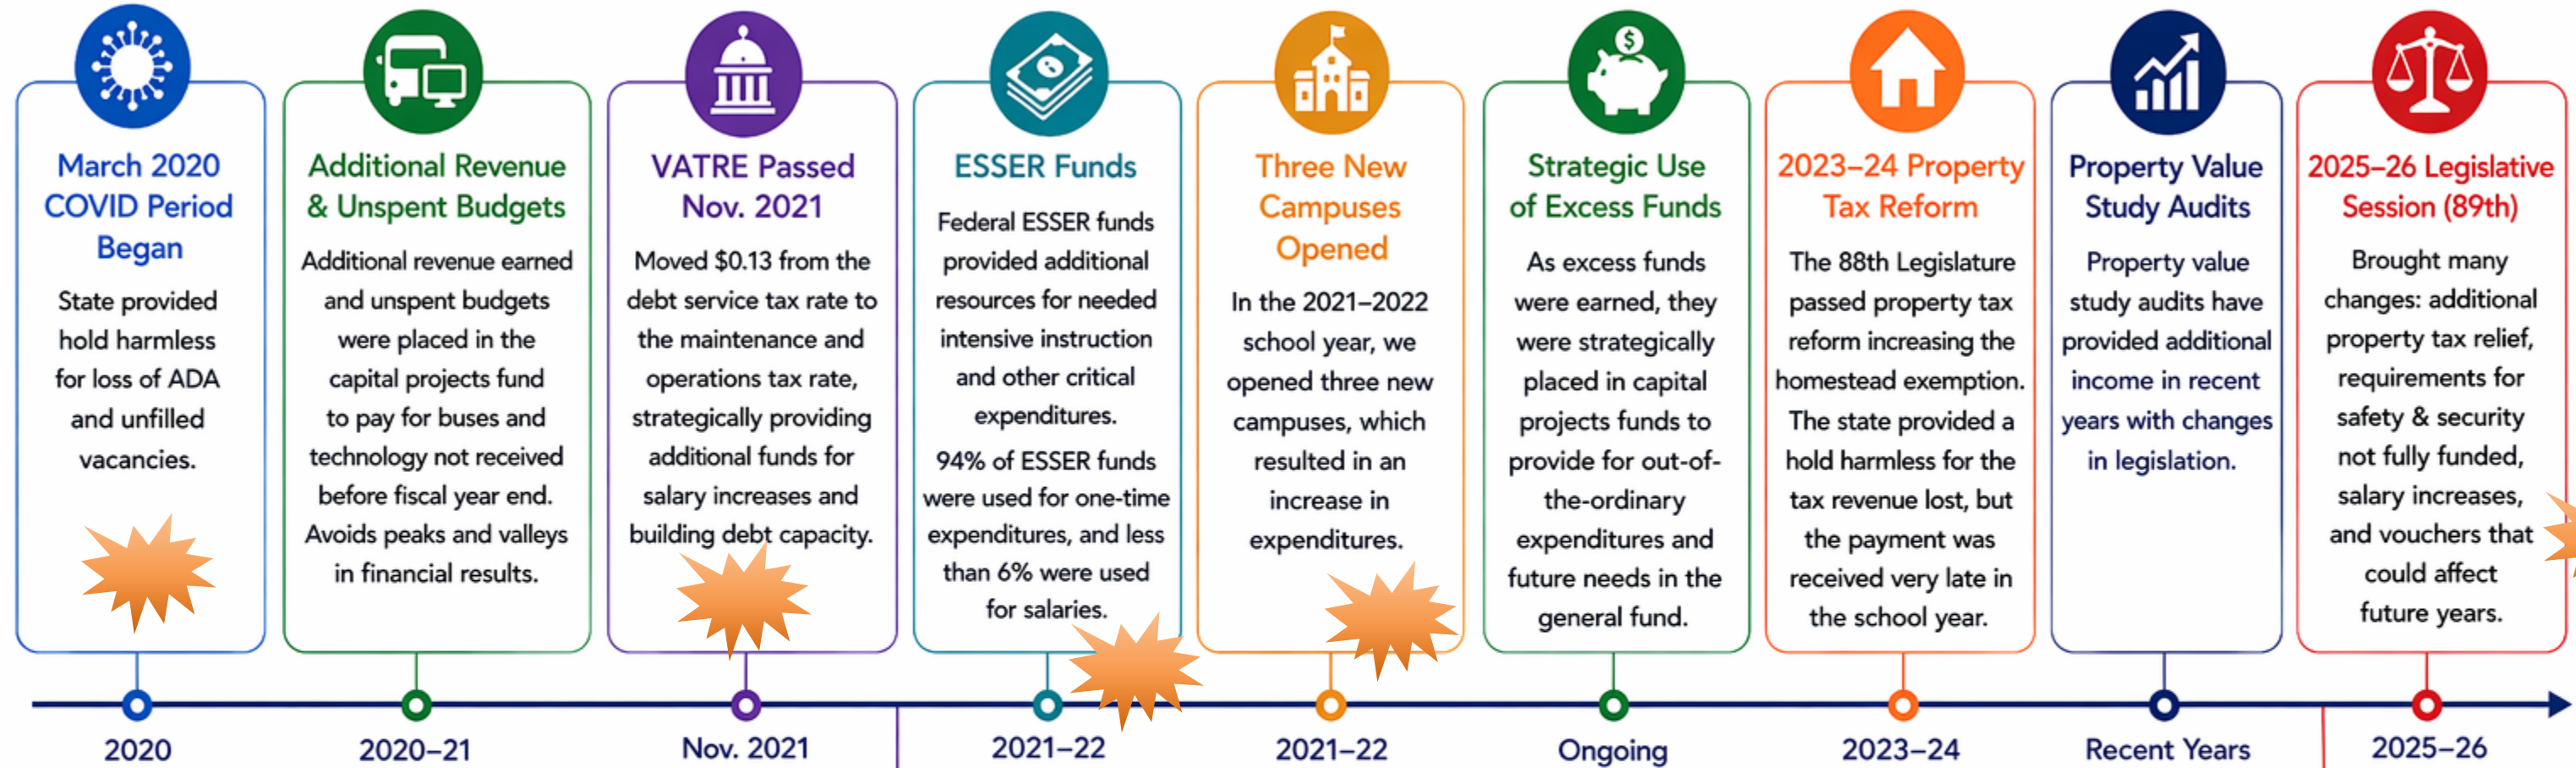 March 2020
COVID Period
Began
State provided
hold harmless
for loss of ADA
and unfilled
vacancies.
2020
Additional Revenue
& Unspent Budgets
Additional revenue earned
and unspent budgets
were placed in the
capital projects fund
to pay for buses and
technology not received
before fiscal year end.
Avoids peaks and valleys
in financial results.
2020–21
VATRE Passed
Nov. 2021
Moved $0.13 from the
debt service tax rate to
the maintenance and
operations tax rate,
strategically providing
additional funds for
salary increases and
building debt capacity.
Nov. 2021
ESSER Funds
Federal ESSER funds
provided additional
resources for needed
intensive instruction
and other critical
expenditures.
94% of ESSER funds
were used for one-time
expenditures, and less
than 6% were used
for salaries.
2021–22
Three New
Campuses
Opened
In the 2021–2022
school year, we
opened three new
campuses, which
resulted in an
increase in
expenditures.
2021–22
$
Strategic Use
of Excess Funds
As excess funds
were earned, they
were strategically
placed in capital
projects funds to
provide for out-of-
the-ordinary
expenditures and
future needs in the
general fund.
Ongoing
2023–24 Property
Tax Reform
The 88th Legislature
passed property tax
reform increasing the
homestead exemption.
The state provided a
hold harmless for the
tax revenue lost, but
the payment was
received very late in
the school year.
2023–24
Property Value
Study Audits
Property value
study audits have
provided additional
income in recent
years with changes
in legislation.
Recent Years
2025–26 Legislative
Session (89th)
Brought many
changes: additional
property tax relief,
requirements for
safety & security
not fully funded,
salary increases,
and vouchers that
could affect
future years.
2025–26